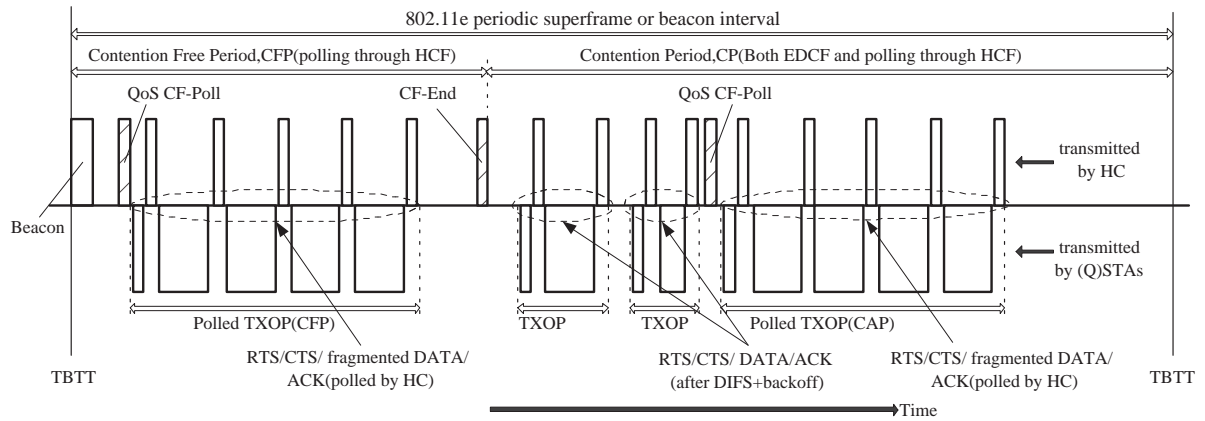 802.11e periodic superframe or beacon interval
Contention Free Period,CFP(polling through HCF)
Contention Period,CP(Both EDCF and polling through HCF)
QoS CF-Poll
CF-End
QoS CF-Poll
transmitted
by HC
Beacon
transmitted
by (Q)STAs
Polled TXOP(CFP)
TXOP
TXOP
Polled TXOP(CAP)
RTS/CTS/ fragmented DATA/
ACK(polled by HC)
RTS/CTS/ DATA/ACK
(after DIFS+backoff)
RTS/CTS/ fragmented DATA/
ACK(polled by HC)
TBTT
TBTT
Time